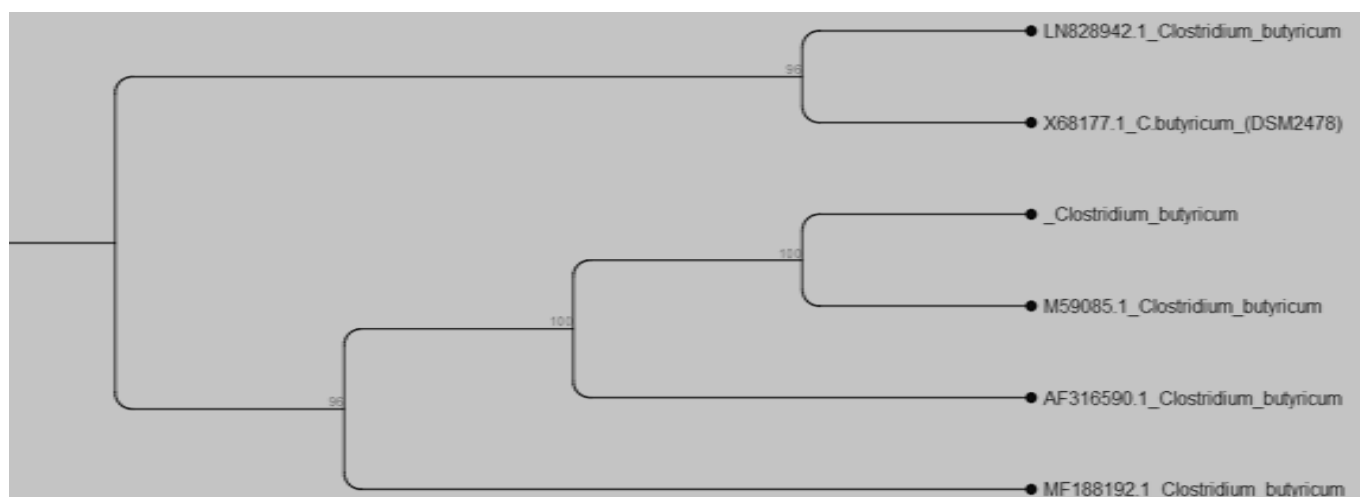 LN828942.1_Clostridium_butyricum
96
X68177.1_C.butyricum_(DSM2478)
_Clostridium_butyricum
100
M59085.1_Clostridium_butyricum
100
AF316590.1_Clostridium_butyricum
96
MF188192.1_Clostridium_butyricum